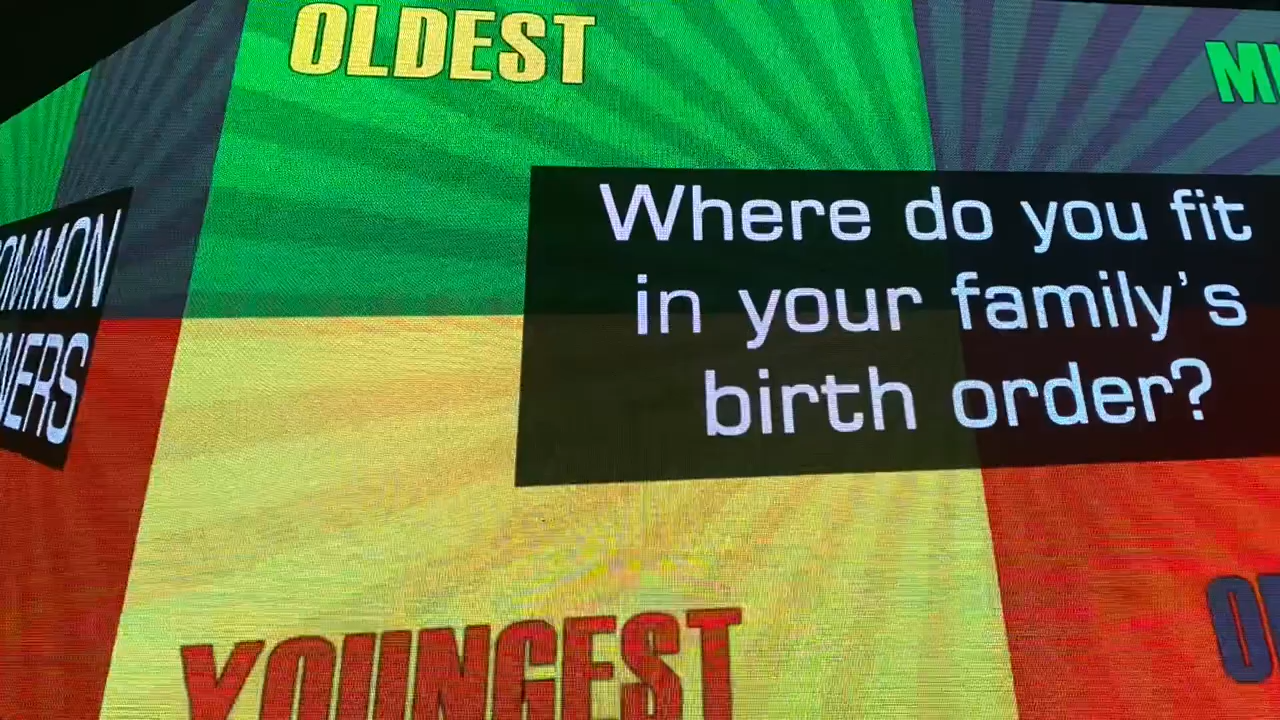 OLDEST
Where do you fit
in your family's
birth order?
YOUNGEST